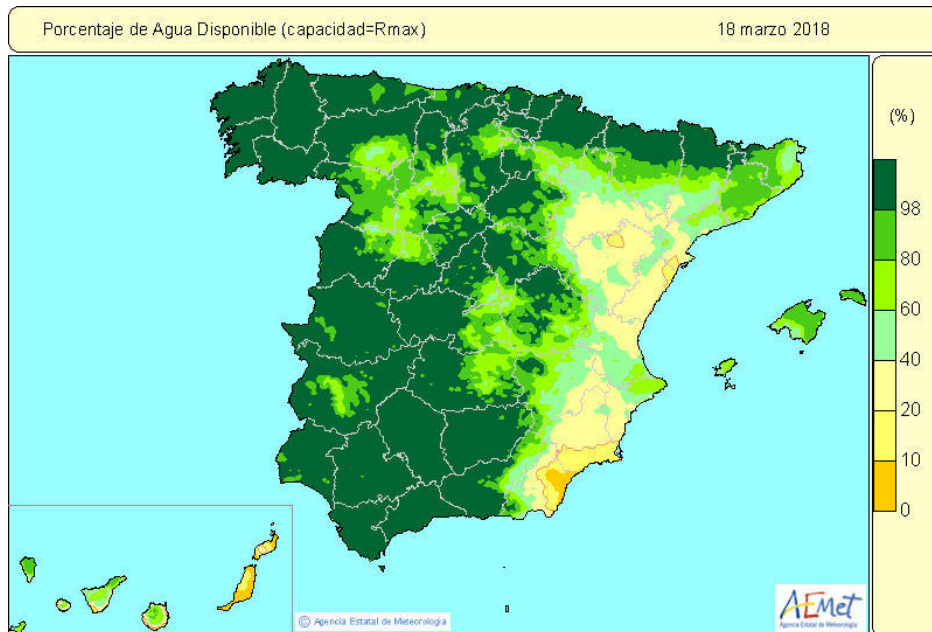 Porcentaje de Agua Disponible (capacidad=Rmax)
18 marzo 2018
(%)
98
80
60
40
20
10
0
© Agencia Estatal de Meteorología
AEMet
Agencia Estatal de Meteorología